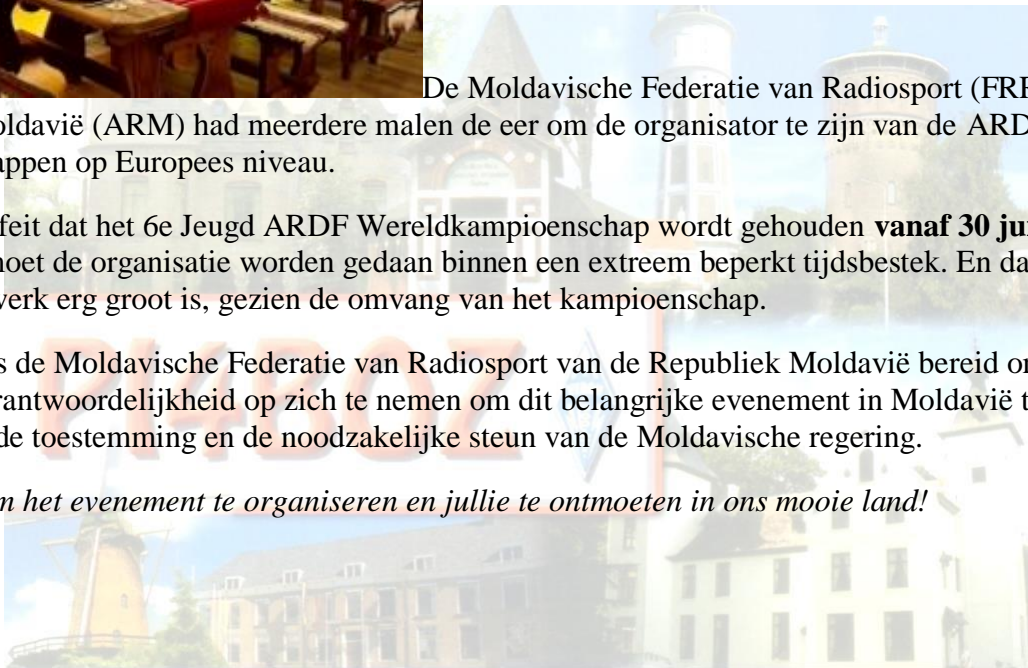 De Moldavische Federatie van Radiosport (FRR
oldavië (ARM) had meerdere malen de eer om de organisator te zijn van de ARD
appen op Europees niveau.
feit dat het 6e Jeugd ARDF Wereldkampioenschap wordt gehouden vanaf 30 jun
moet de organisatie worden gedaan binnen een extreem beperkt tijdsbestek. En da
werk erg groot is, gezien de omvang van het kampioenschap.
s de Moldavische Federatie van Radiosport van de Republiek Moldavië bereid om
rantwoordelijkheid op zich te nemen om dit belangrijke evenement in Moldavië t
de toestemming en de noodzakelijke steun van de Moldavische regering.
PI4BOZ
m het evenement te organiseren en jullie te ontmoeten in ons mooie land!